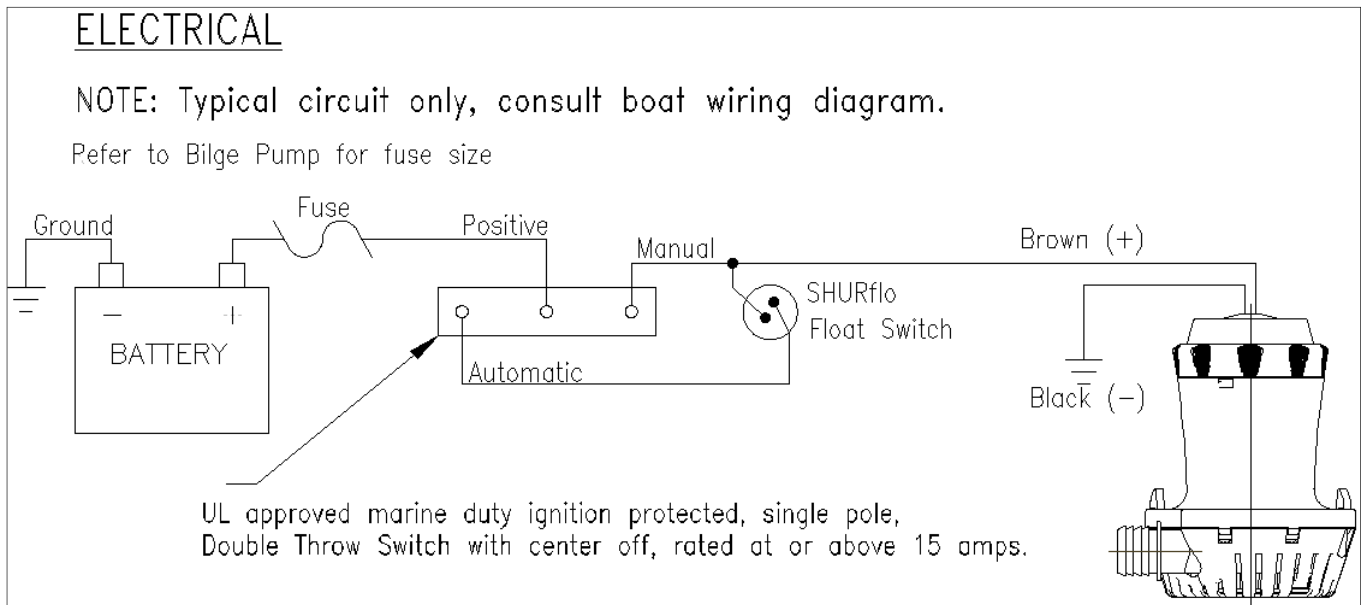 ELECTRICAL
NOTE: Typical circuit only, consult boat wiring diagram.
Refer to Bilge Pump for fuse size
Ground
Fuse
Positive
Manual
Brown (+)
SHURflo
Float Switch
− +
BATTERY
Automatic
Black (−)
UL approved marine duty ignition protected, single pole,
Double Throw Switch with center off, rated at or above 15 amps.